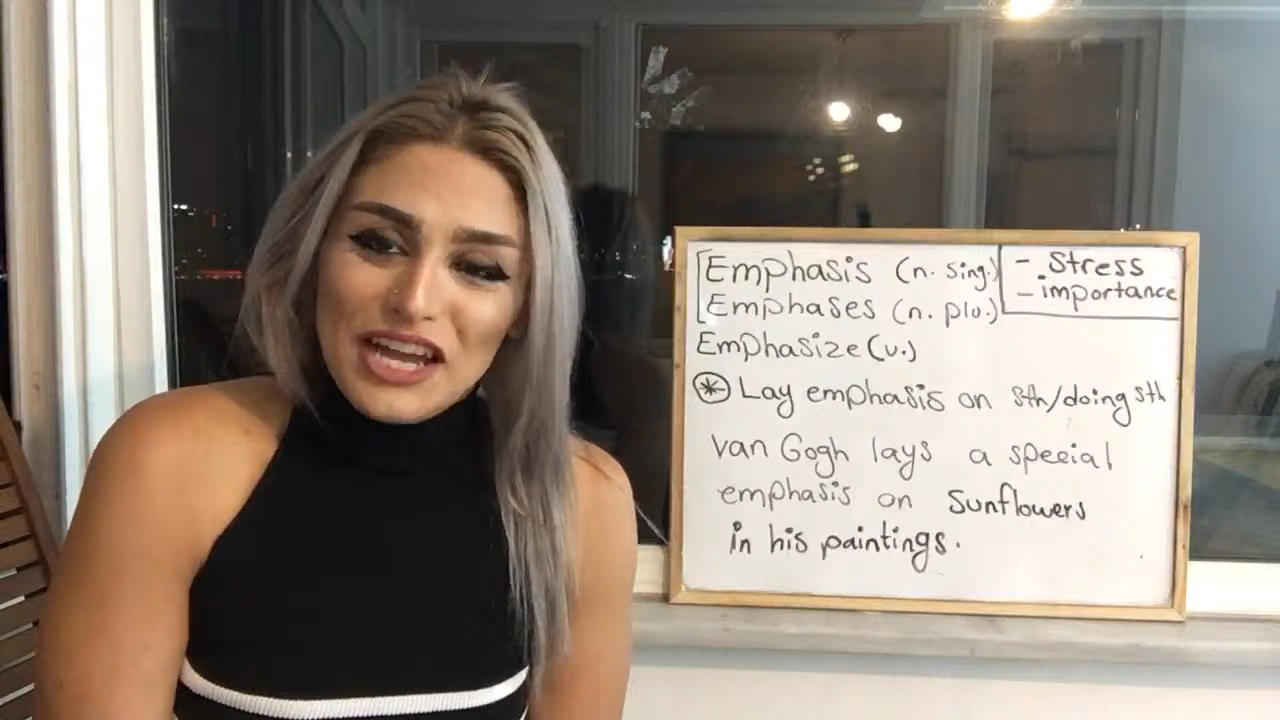 Emphasis (n. sing.)
- Stress
- importance
Emphases (n. plu.)
Emphasize (v.)
* Lay emphasis on sth/doing sth
van Gogh lays a special
emphasis on sunflowers
in his paintings.